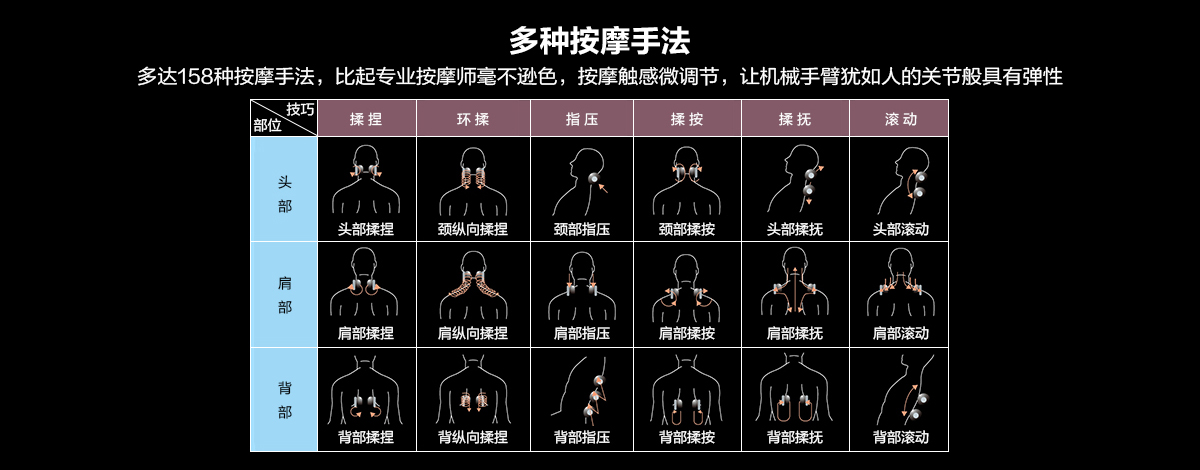 多种按摩手法
多达158种按摩手法，比起专业按摩师毫不逊色，按摩触感微调节，让机械手臂犹如人的关节般具有弹性
技巧
部位
揉捏 环揉 指压 揉按 揉抚 滚动
头部
头部揉捏 颈纵向揉捏 颈部指压 颈部揉按 头部揉抚 头部滚动
肩部
肩部揉捏 肩纵向揉捏 肩部指压 肩部揉按 肩部揉抚 肩部滚动
背部
背部揉捏 背纵向揉捏 背部指压 背部揉按 背部揉抚 背部滚动